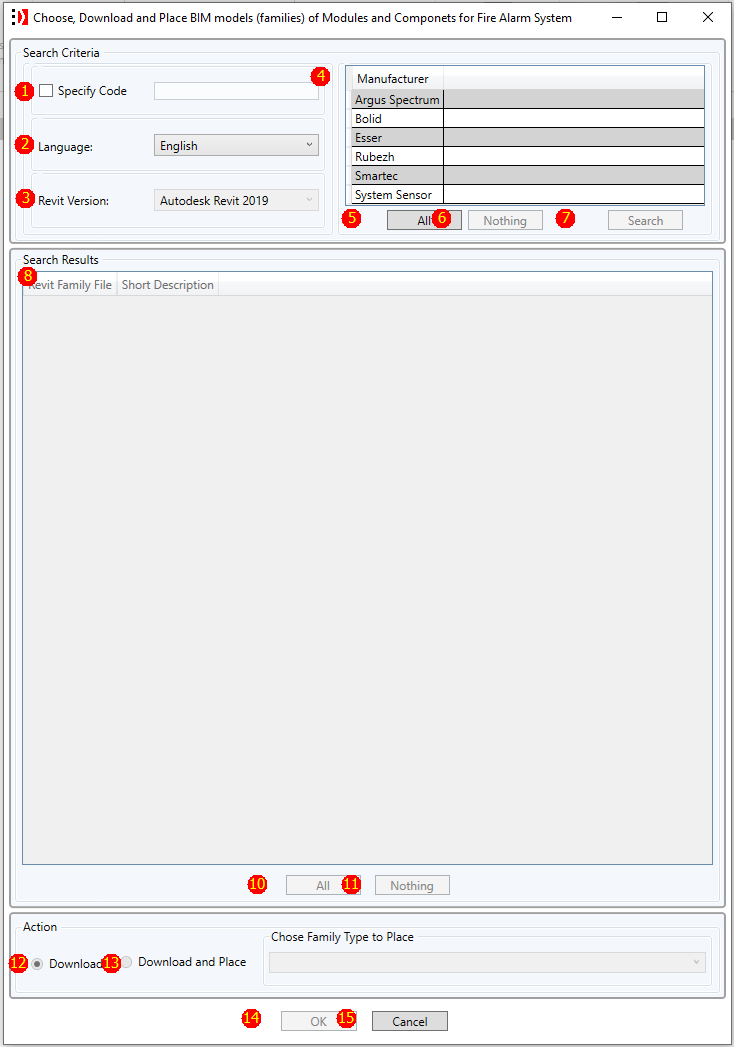 Choose, Download and Place BIM models (families) of Modules and Componets for Fire Alarm System
Search Criteria
1 Specify Code
2 Language: English
3 Revit Version: Autodesk Revit 2019
4
Manufacturer
Argus Spectrum
Bolid
Esser
Rubezh
Smartec
System Sensor
5 All 6 Nothing 7 Search
Search Results
8 Revit Family File Short Description
10 All 11 Nothing
Action
12 Download 13 Download and Place
Chose Family Type to Place
14 OK 15 Cancel